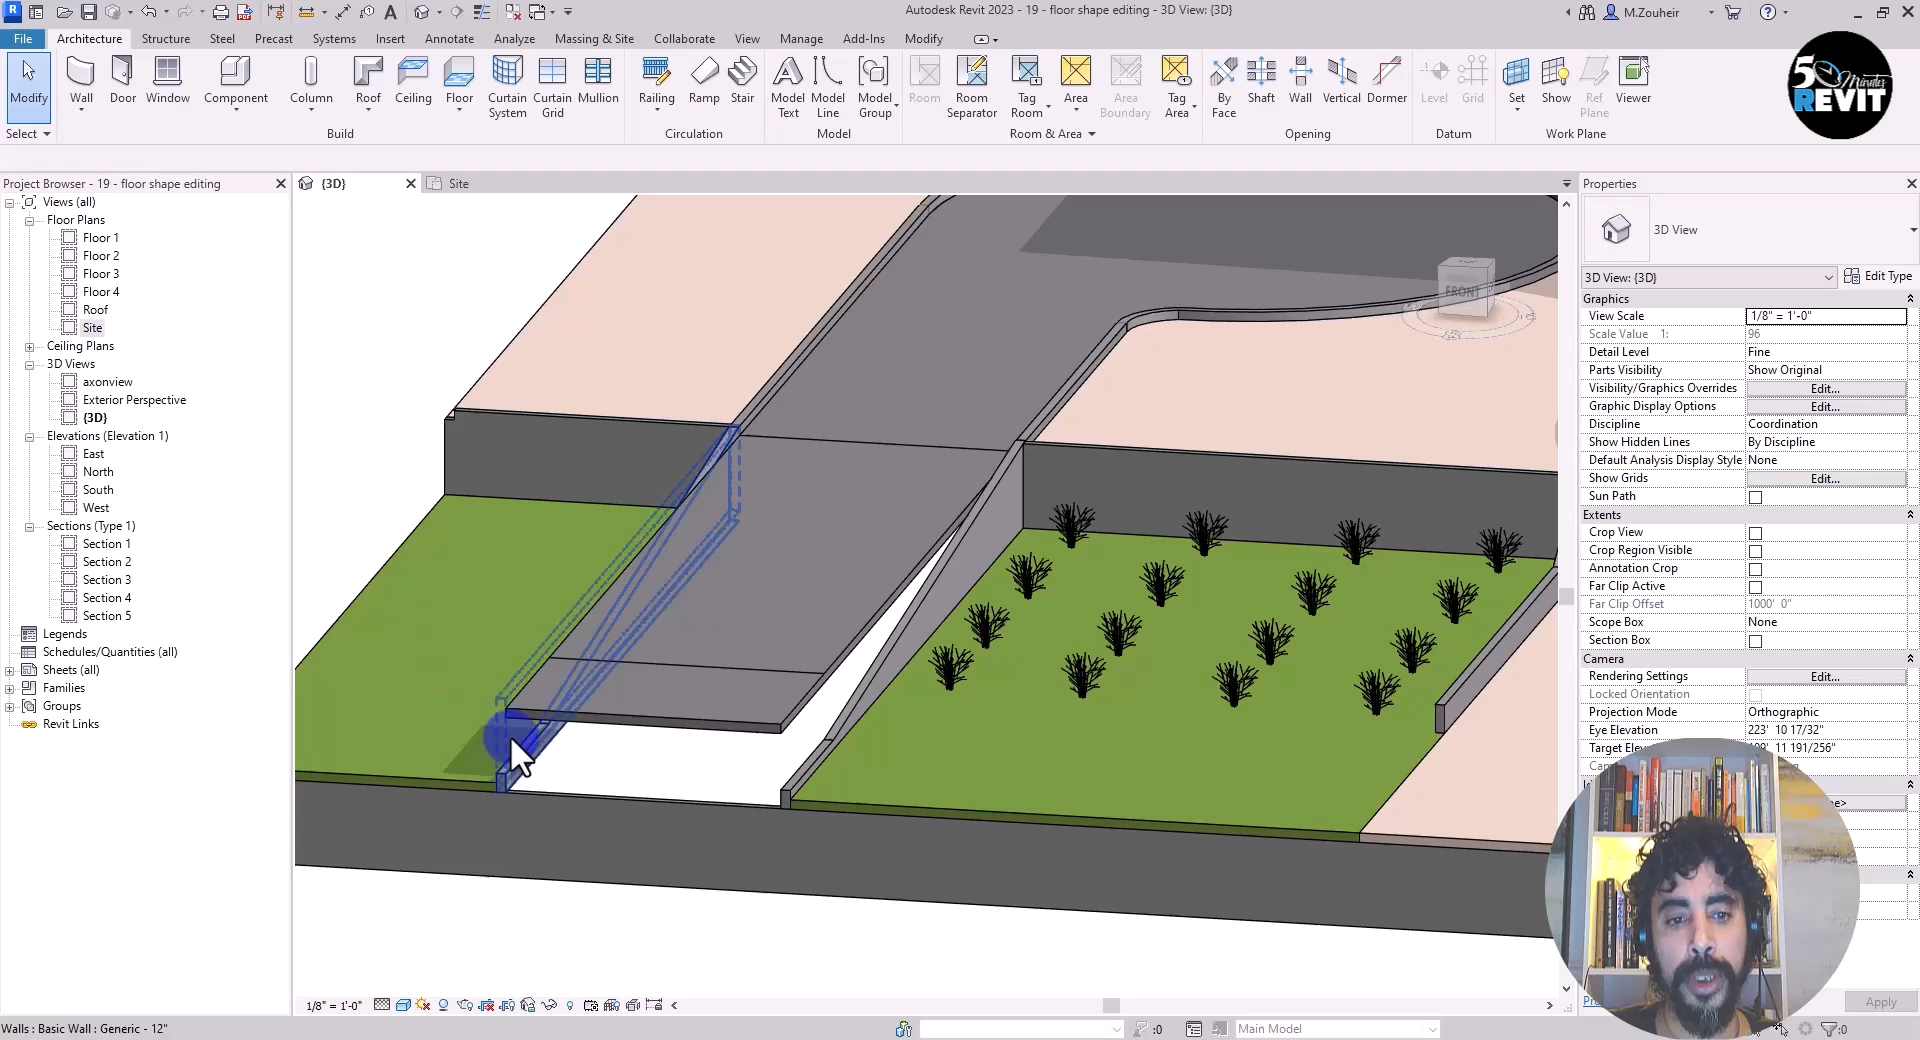 Autodesk Revit 2023 - 19 - floor shape editing - 3D View: {3D}
M.Zouheir
File Architecture Structure Steel Precast Systems Insert Annotate Analyze Massing & Site Collaborate View Manage Add-Ins Modify
Modify Wall Door Window Component Column Roof Ceiling Floor Curtain System Curtain Grid Mullion Railing Ramp Stair Model Text Model Line Model Group Room Room Separator Tag Room Area Area Boundary Tag Area By Face Shaft Wall Vertical Dormer Level Grid Set Show Ref Plane Viewer
Select Build Circulation Model Room & Area Opening Datum Work Plane
5 Minutes
REVIT
Project Browser - 19 - floor shape editing
{3D}
Site
Views (all)
Floor Plans
Floor 1
Floor 2
Floor 3
Floor 4
Roof
Site
Ceiling Plans
3D Views
axonview
Exterior Perspective
{3D}
Elevations (Elevation 1)
East
North
South
West
Sections (Type 1)
Section 1
Section 2
Section 3
Section 4
Section 5
Legends
Schedules/Quantities (all)
Sheets (all)
Families
Groups
Revit Links
FRONT
Properties
3D View
3D View: {3D} Edit Type
Graphics
View Scale 1/8" = 1'-0"
Scale Value 1: 96
Detail Level Fine
Parts Visibility Show Original
Visibility/Graphics Overrides Edit...
Graphic Display Options Edit...
Discipline Coordination
Show Hidden Lines By Discipline
Default Analysis Display Style None
Show Grids Edit...
Sun Path
Extents
Crop View
Crop Region Visible
Annotation Crop
Far Clip Active
Far Clip Offset 1000' 0"
Scope Box None
Section Box
Camera
Rendering Settings Edit...
Locked Orientation
Projection Mode Orthographic
Eye Elevation 223' 10 17/32"
Target 11 191/256"
Apply
1/8" = 1'-0"
Walls : Basic Wall : Generic - 12"
:0
Main Model
:0